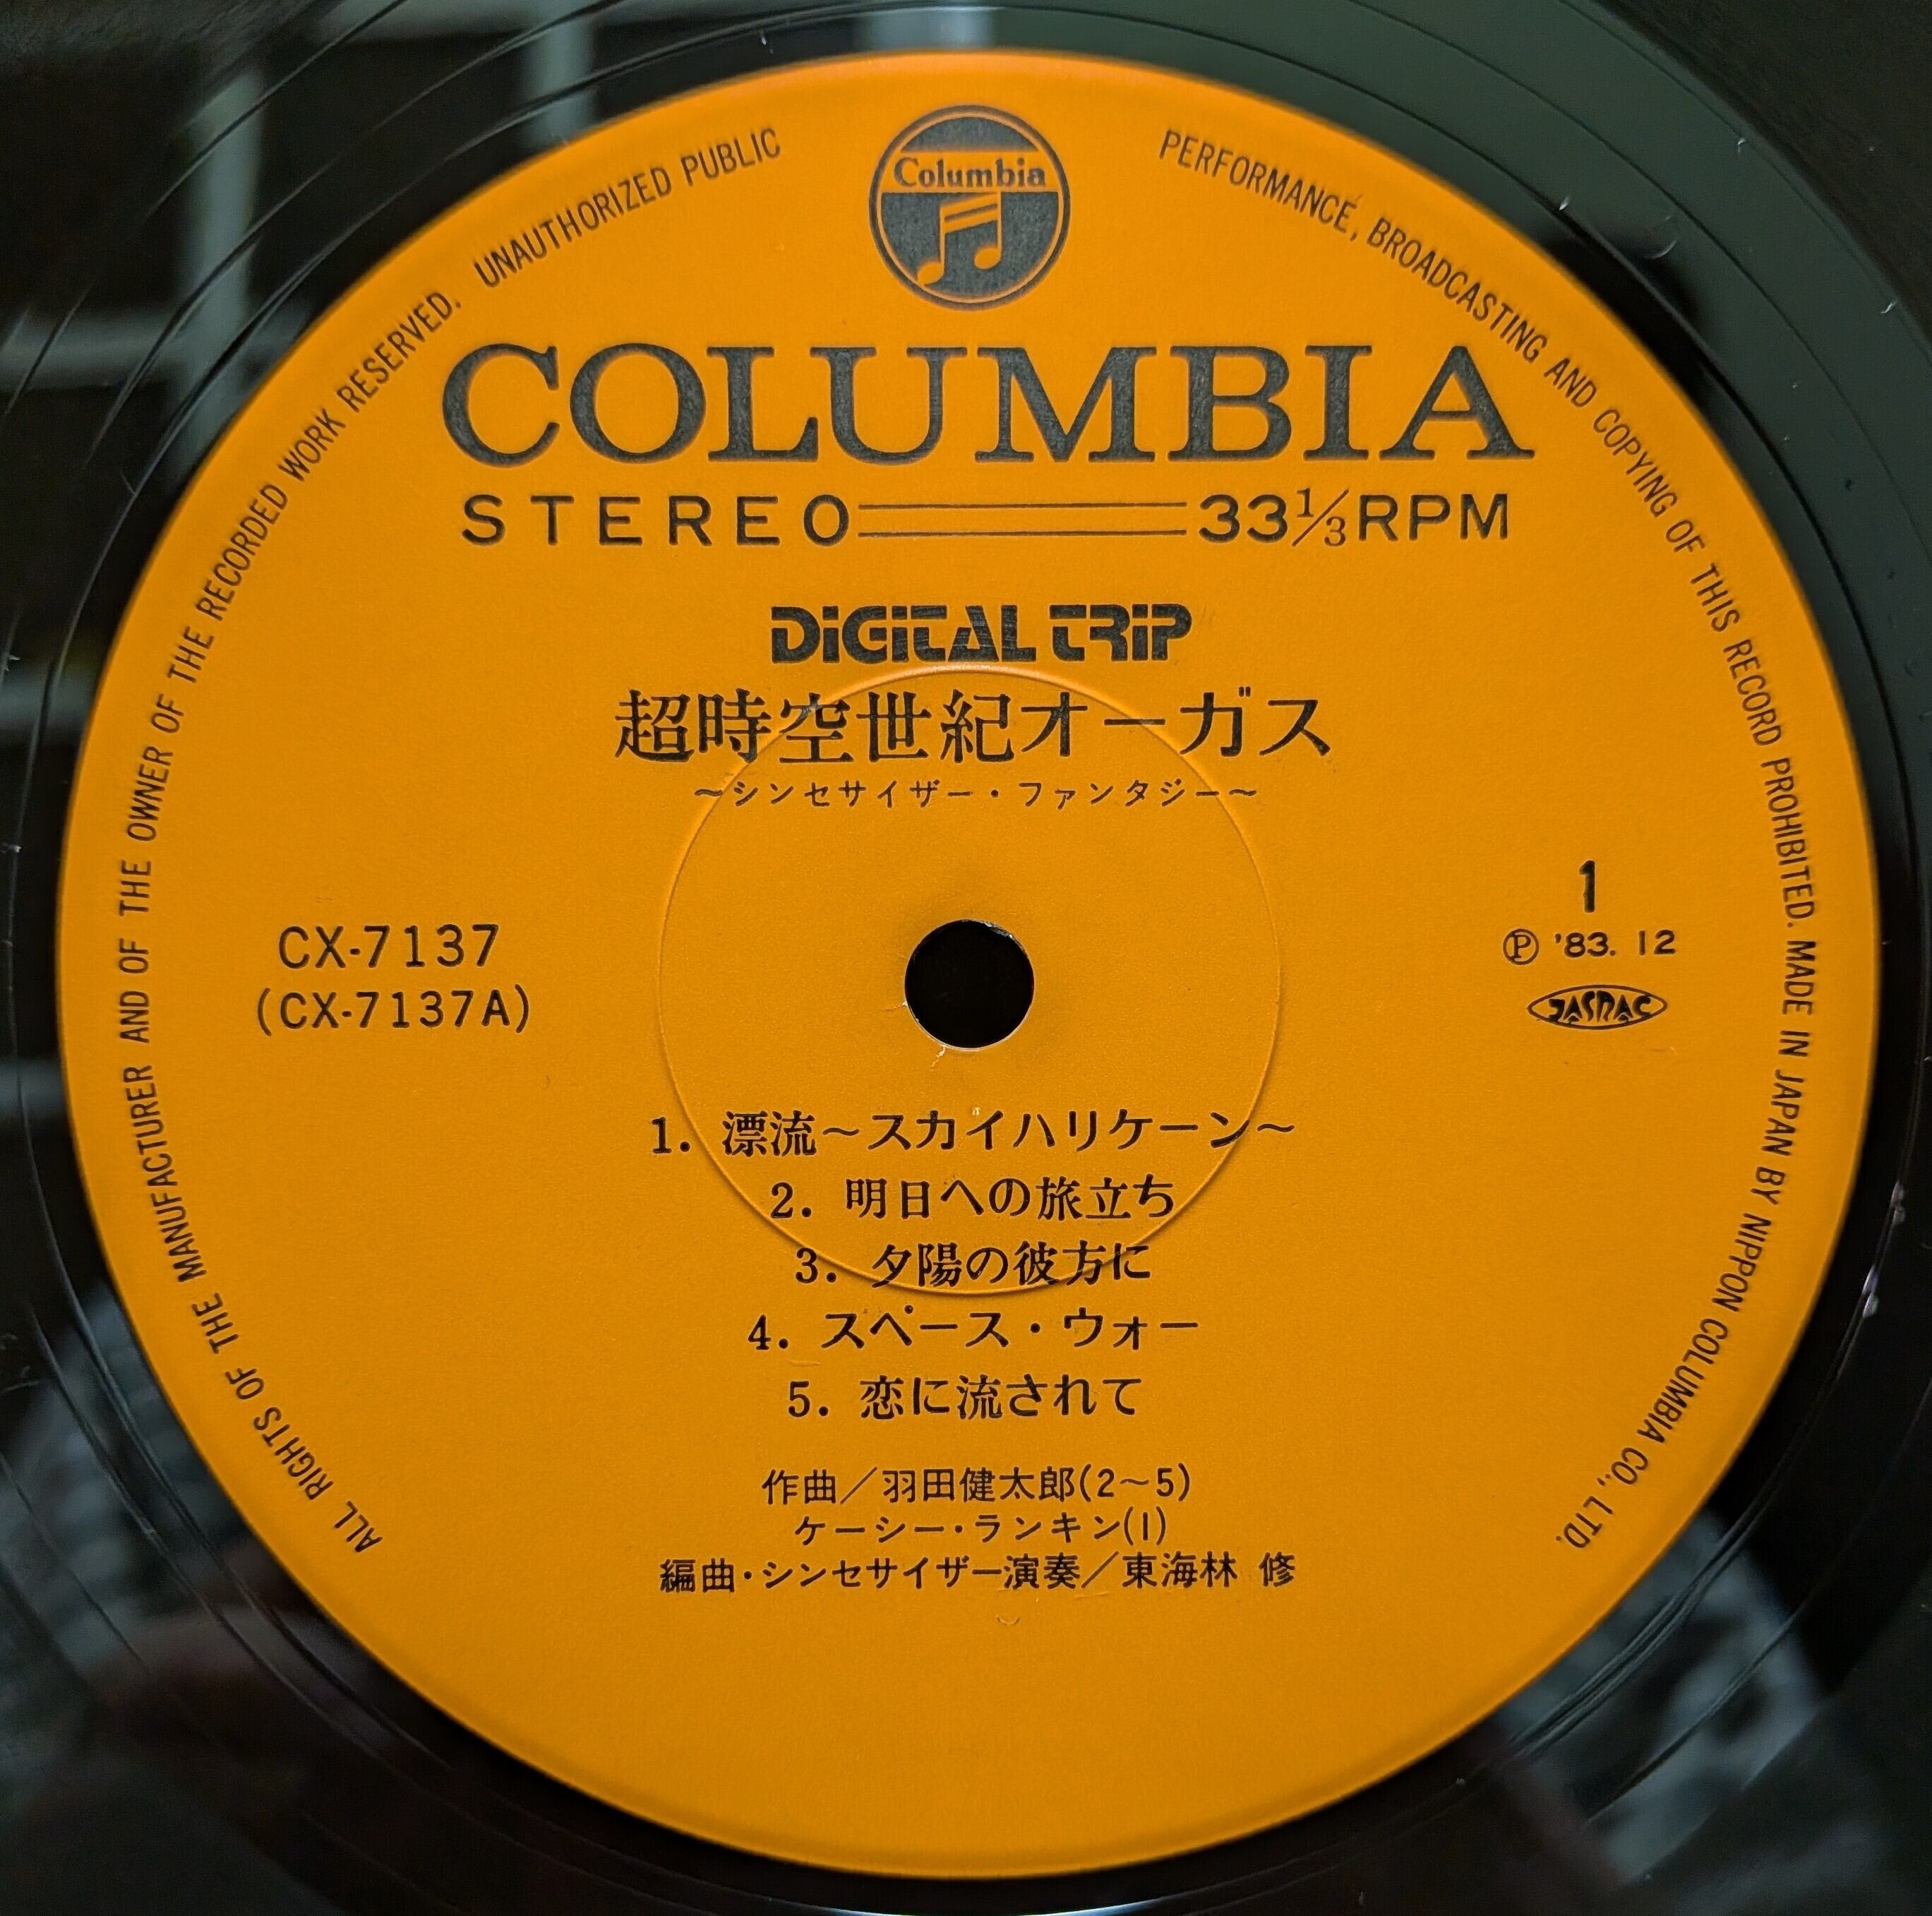 Columbia
COLUMBIA
STEREO 33 1/3 RPM
DIGITAL TRIP
超時空世紀オーガス
～シンセサイザー・ファンタジー～
CX-7137
(CX-7137A)
1
Ⓟ '83. 12
JASRAC
1. 漂流～スカイハリケーン～
2. 明日への旅立ち
3. 夕陽の彼方に
4. スペース・ウォー
5. 恋に流されて
作曲／羽田健太郎(2～5)
ケーシー・ランキン(1)
編曲・シンセサイザー演奏／東海林 修
ALL RIGHTS OF THE MANUFACTURER AND OF THE OWNER OF THE RECORDED WORK RESERVED. UNAUTHORIZED PUBLIC PERFORMANCE, BROADCASTING AND COPYING OF THIS RECORD PROHIBITED. MADE IN JAPAN BY NIPPON COLUMBIA CO., LTD.